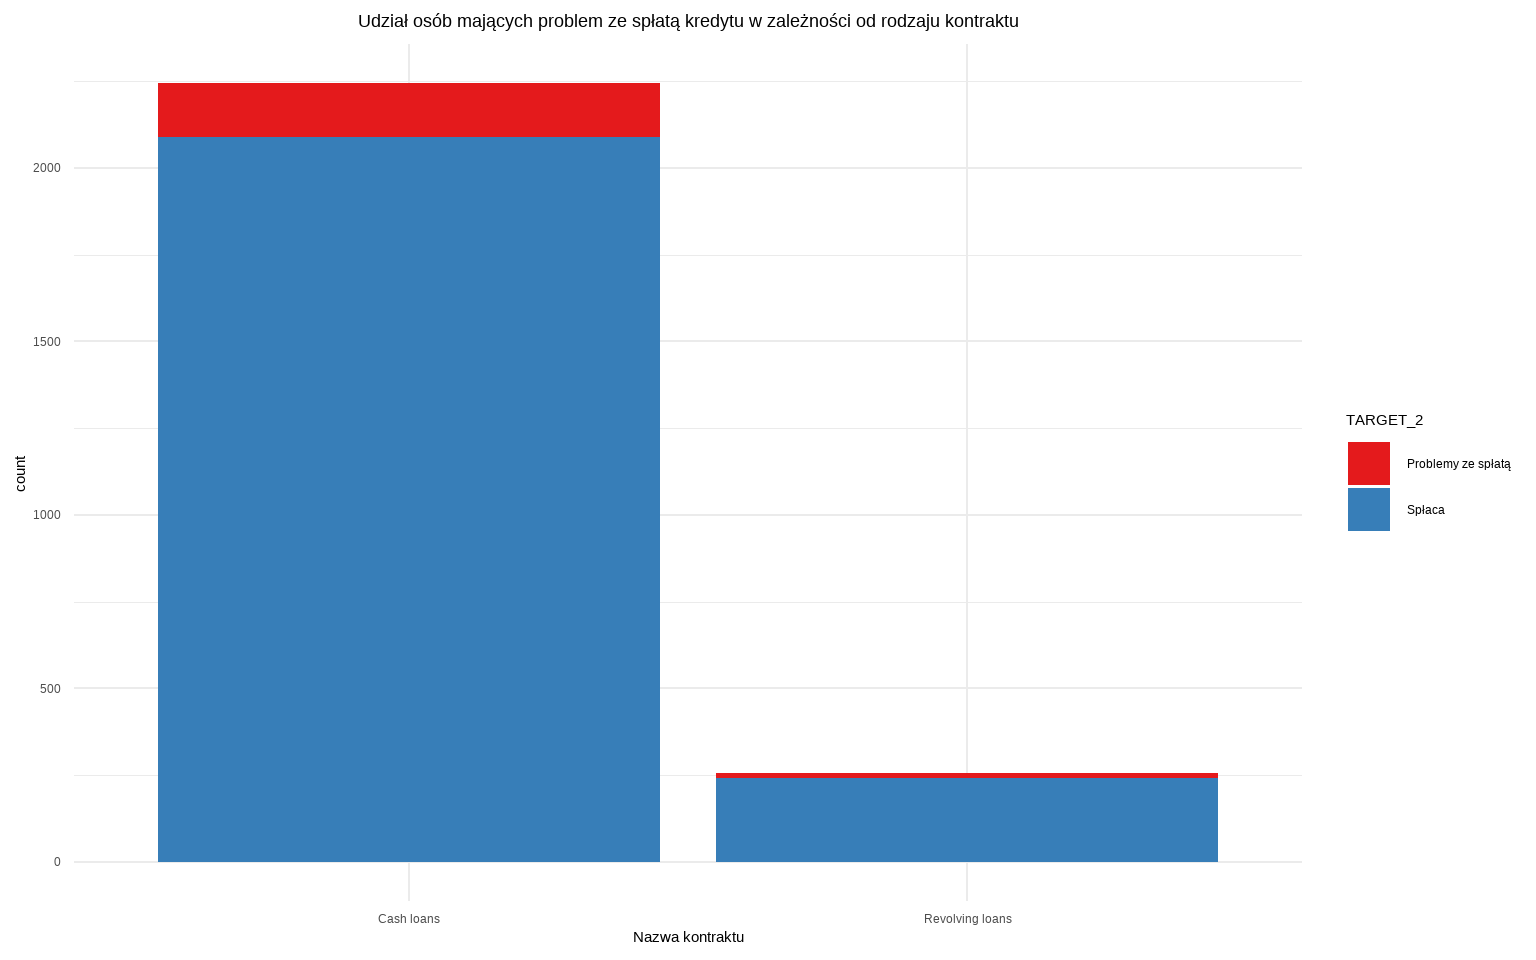 Udział osób mających problem ze spłatą kredytu w zależności od rodzaju kontraktu
count
2000
1500
1000
500
0
Cash loans
Revolving loans
Nazwa kontraktu
TARGET_2
Problemy ze spłatą
Spłaca